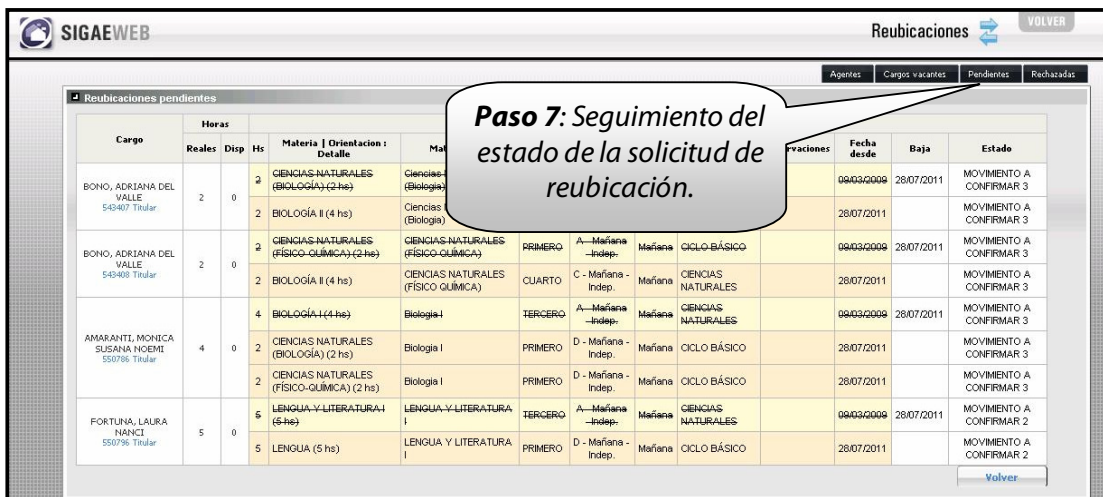 SIGAEWEB
Reubicaciones
VOLVER
Agentes Cargos vacantes Pendientes Rechazadas
Reubicaciones pendientes
Paso 7: Seguimiento del
estado de la solicitud de
reubicación.
Cargo Horas
Reales Disp Hs Materia | Orientacion : Detalle Fecha desde Baja Estado
BONO, ADRIANA DEL VALLE 543407 Titular 2 0
2 CIENCIAS NATURALES (BIOLOGÍA) (2 hs) Ciencias (Biologia) 09/03/2009 28/07/2011 MOVIMIENTO A CONFIRMAR 3
2 BIOLOGÍA II (4 hs) Ciencias (Biologia) 28/07/2011 MOVIMIENTO A CONFIRMAR 3
BONO, ADRIANA DEL VALLE 543408 Titular 2 0
2 CIENCIAS NATURALES (FÍSICO-QUÍMICA) (2 hs) CIENCIAS NATURALES (FÍSICO QUÍMICA) PRIMERO A - Mañana - Indep. Mañana CICLO BÁSICO 09/03/2009 28/07/2011 MOVIMIENTO A CONFIRMAR 3
2 BIOLOGÍA II (4 hs) CIENCIAS NATURALES (FÍSICO QUÍMICA) CUARTO C - Mañana - Indep. Mañana CIENCIAS NATURALES 28/07/2011 MOVIMIENTO A CONFIRMAR 3
AMARANTI, MONICA SUSANA NOEMI 550786 Titular 4 0
4 BIOLOGÍA I (4 hs) Biologia I TERCERO A - Mañana - Indep. Mañana CIENCIAS NATURALES 09/03/2009 28/07/2011 MOVIMIENTO A CONFIRMAR 3
2 CIENCIAS NATURALES (BIOLOGÍA) (2 hs) Biologia I PRIMERO D - Mañana - Indep. Mañana CICLO BÁSICO 28/07/2011 MOVIMIENTO A CONFIRMAR 3
2 CIENCIAS NATURALES (FÍSICO-QUÍMICA) (2 hs) Biologia I PRIMERO D - Mañana - Indep. Mañana CICLO BÁSICO 28/07/2011 MOVIMIENTO A CONFIRMAR 3
FORTUNA, LAURA NANCI 550796 Titular 5 0
5 LENGUA Y LITERATURA I (5 hs) LENGUA Y LITERATURA I TERCERO A - Mañana - Indep. Mañana CIENCIAS NATURALES 09/03/2009 28/07/2011 MOVIMIENTO A CONFIRMAR 2
5 LENGUA (5 hs) LENGUA Y LITERATURA I PRIMERO D - Mañana - Indep. Mañana CICLO BÁSICO 28/07/2011 MOVIMIENTO A CONFIRMAR 2
Volver